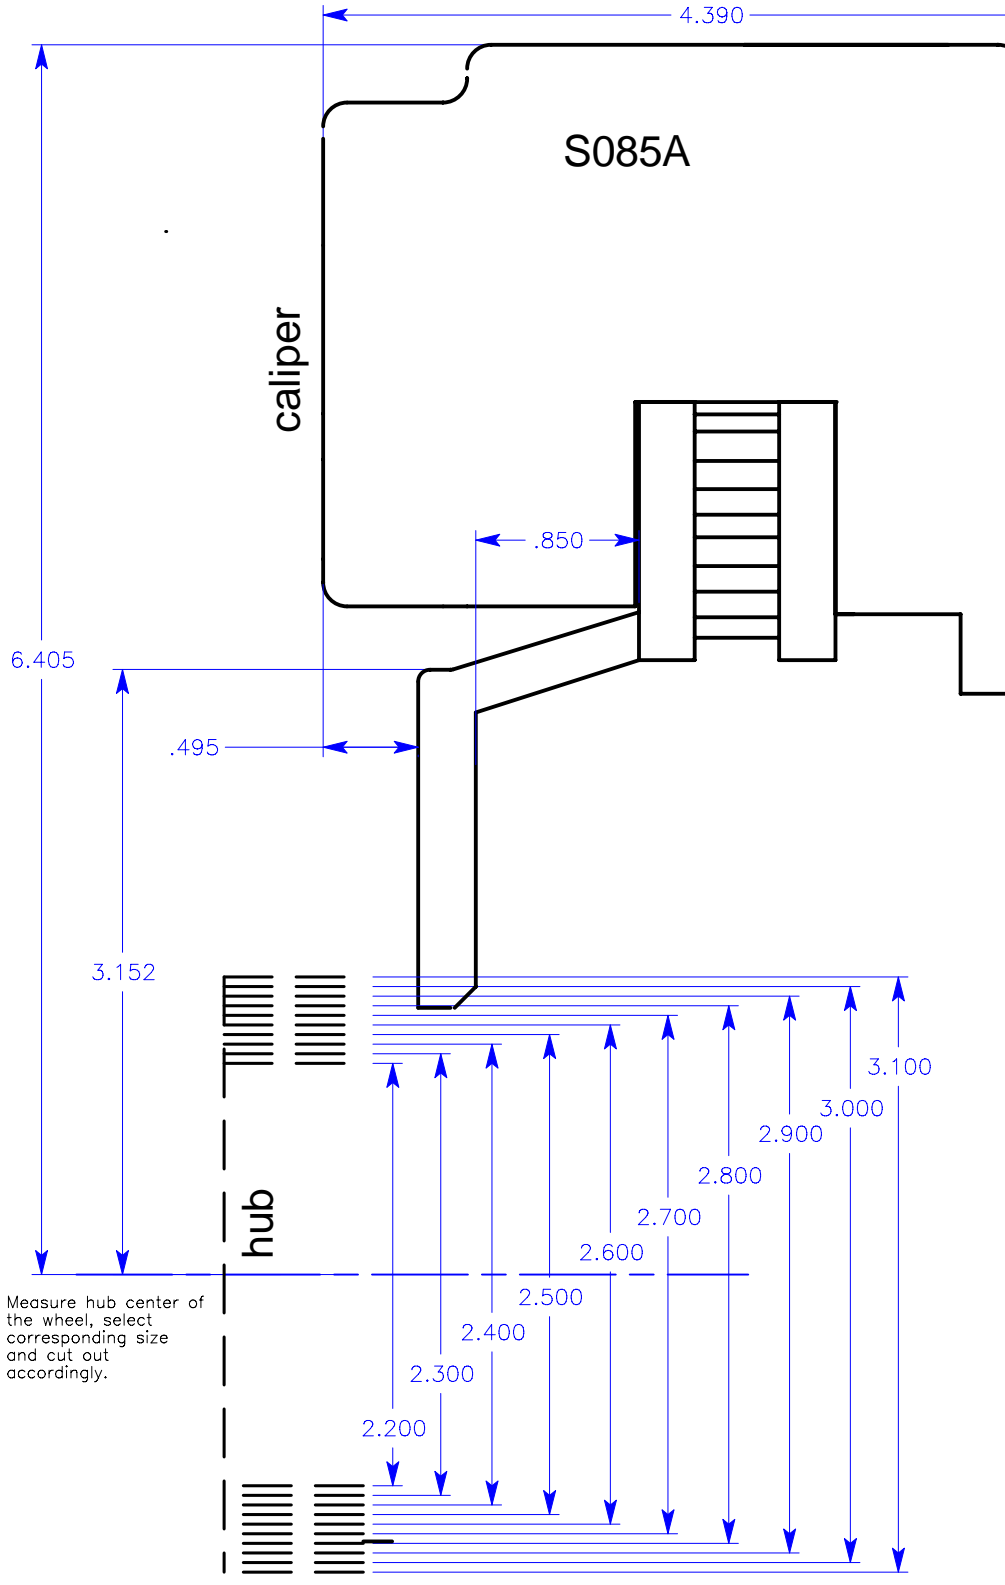 4.390
S085A
caliper
.850
6.405
.495
3.152
3.100
3.000
2.900
2.800
2.700
hub
2.600
2.500
Measure hub center of
the wheel, select
corresponding size
and cut out
accordingly.
2.400
2.300
2.200